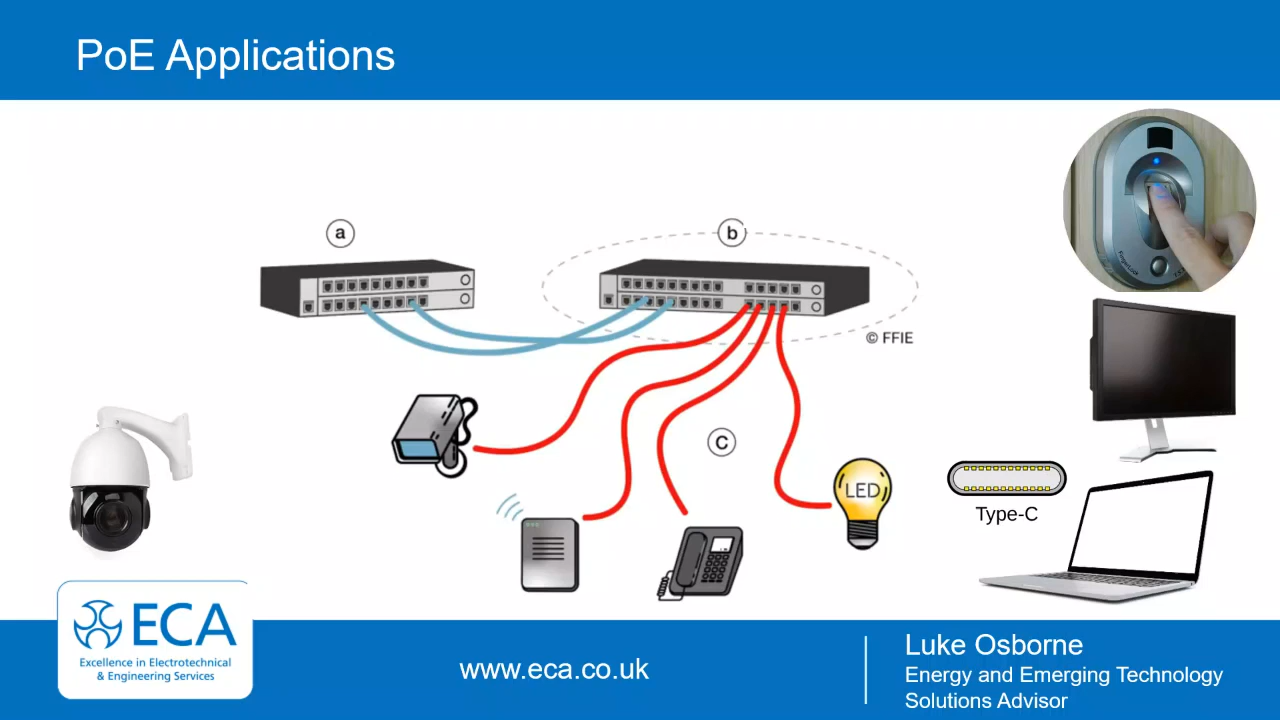 PoE Applications
a
b
© FFIE
C
LED
Type-C
ECA
Excellence in Electrotechnical
& Engineering Services
www.eca.co.uk
Luke Osborne
Energy and Emerging Technology
Solutions Advisor